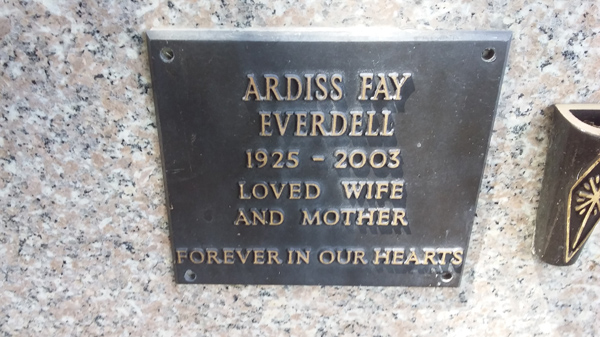 ARDISS FAY
EVERDELL
1925 - 2003
LOVED WIFE
AND MOTHER
FOREVER IN OUR HEARTS